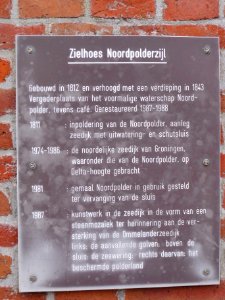 Zielhoes Noordpolderzijl
Gebouwd in 1812 en verhoogd met een verdieping in 1843
Vergaderplaats van het voormalige waterschap Noord-
polder, tevens café. Gerestaureerd 1987-1988
1811 : inpoldering van de Noordpolder, aanleg
zeedijk met uitwaterings- en schutsluis
1974-1986 : de noordelijke zeedijk van Groningen,
waaronder die van de Noordpolder, op
Delta-hoogte gebracht
1981 : gemaal Noordpolder in gebruik gesteld
ter vervanging van de sluis
1987 : kunstwerk in de zeedijk in de vorm van een
steenmozaïek ter herinnering aan de ver-
sterking van de Ommelanderzeedijk
links: de aanvallende golven, boven de
sluis: de zeewering; rechts daarvan: het
beschermde polderland